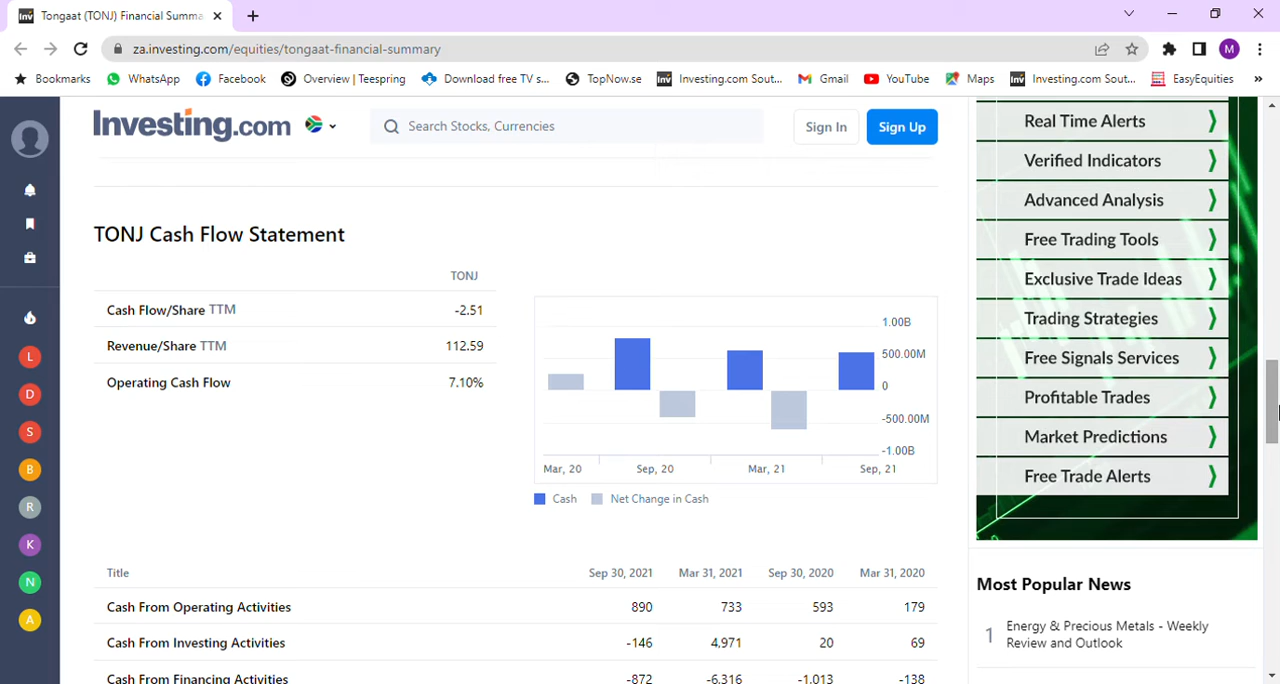 Tongaat (TONJ) Financial Summa
za.investing.com/equities/tongaat-financial-summary
M
Bookmarks WhatsApp Facebook Overview | Teespring Download free TV s... TopNow.se Investing.com Sout... Gmail YouTube Maps Investing.com Sout... EasyEquities »
Investing.com Search Stocks, Currencies Sign In Sign Up
TONJ Cash Flow Statement
TONJ
Cash Flow/Share TTM -2.51
Revenue/Share TTM 112.59
Operating Cash Flow 7.10%
1.00B
500.00M
0
-500.00M
-1.00B
Mar, 20 Sep, 20 Mar, 21 Sep, 21
Cash Net Change in Cash
Title Sep 30, 2021 Mar 31, 2021 Sep 30, 2020 Mar 31, 2020
Cash From Operating Activities 890 733 593 179
Cash From Investing Activities -146 4,971 20 69
Cash From Financing Activities -872 -6,316 -1,013 -138
L
D
S
B
R
K
N
A
Real Time Alerts
Verified Indicators
Advanced Analysis
Free Trading Tools
Exclusive Trade Ideas
Trading Strategies
Free Signals Services
Profitable Trades
Market Predictions
Free Trade Alerts
Most Popular News
1 Energy & Precious Metals - Weekly
Review and Outlook